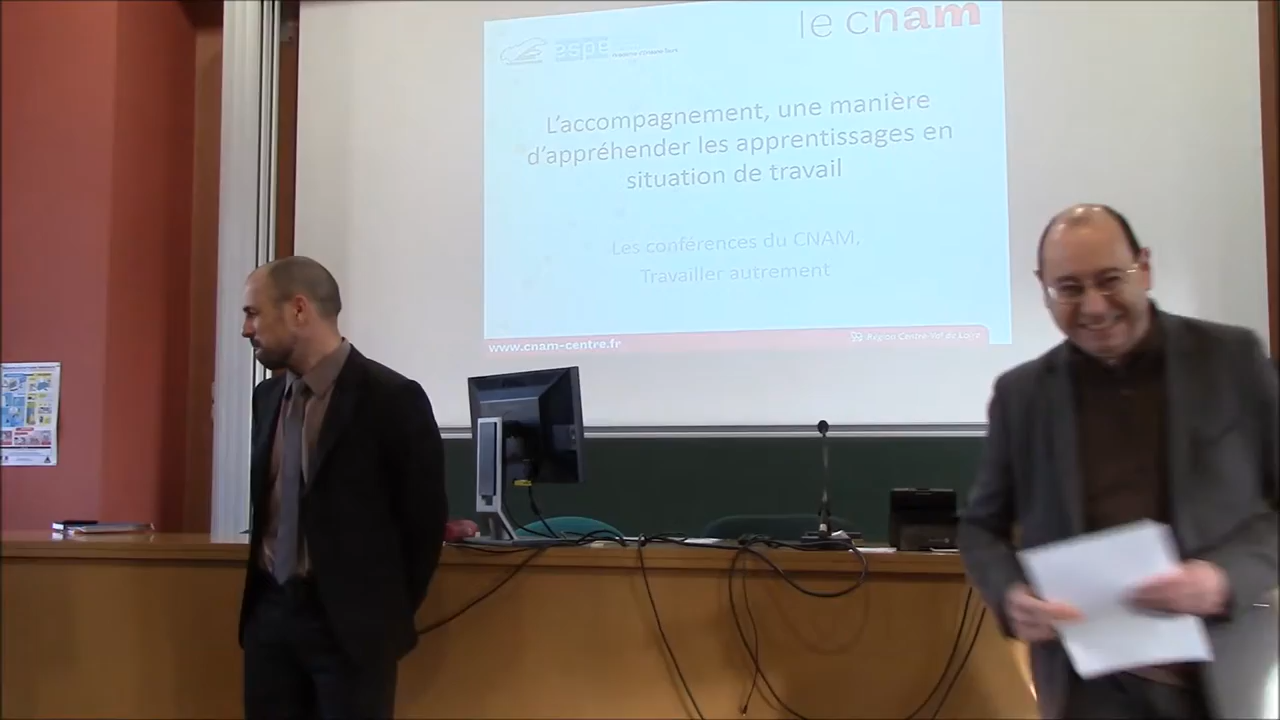 le cnam
espe
L'accompagnement, une manière
d'appréhender les apprentissages en
situation de travail
Les conférences du CNAM,
Travailler autrement
www.cnam-centre.fr
Région Centre-Val de Loire